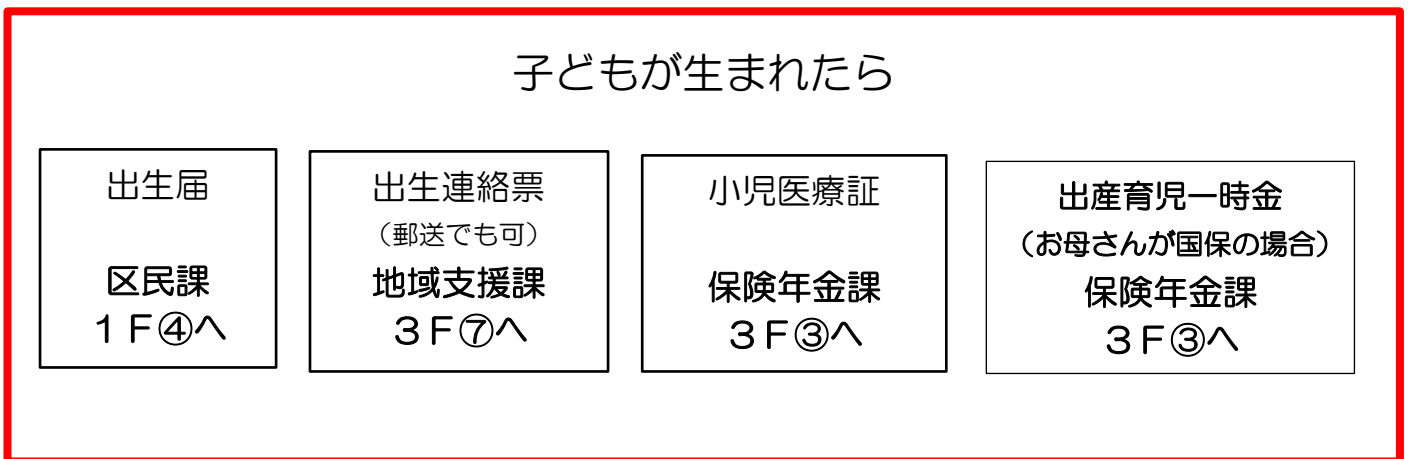 子どもが生まれたら
出生届
区民課
１Ｆ④へ
出生連絡票
（郵送でも可）
地域支援課
３Ｆ⑦へ
小児医療証
保険年金課
３Ｆ③へ
出産育児一時金
（お母さんが国保の場合）
保険年金課
３Ｆ③へ